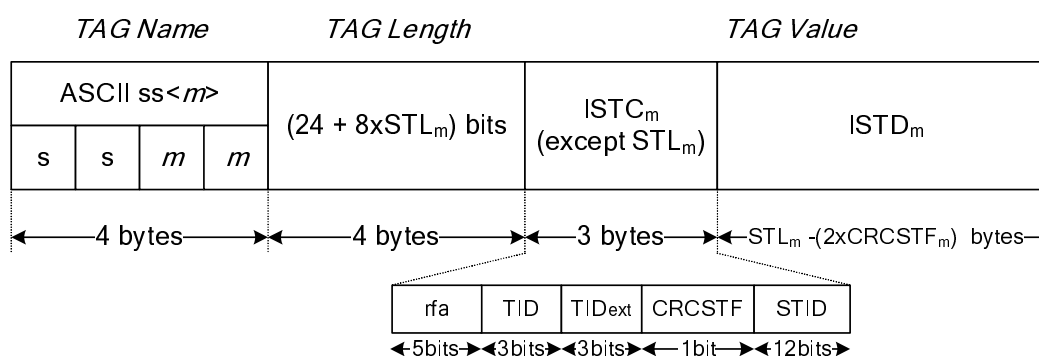 TAG Name TAG Length TAG Value
ASCII ss<m>
s s m m
(24 + 8xSTLm) bits
ISTCm
(except STLm)
ISTDm
4 bytes 4 bytes 3 bytes STLm -(2xCRCSTFm) bytes
rfa TID TIDext CRCSTF STID
5bits 3bits 3bits 1bit 12bits